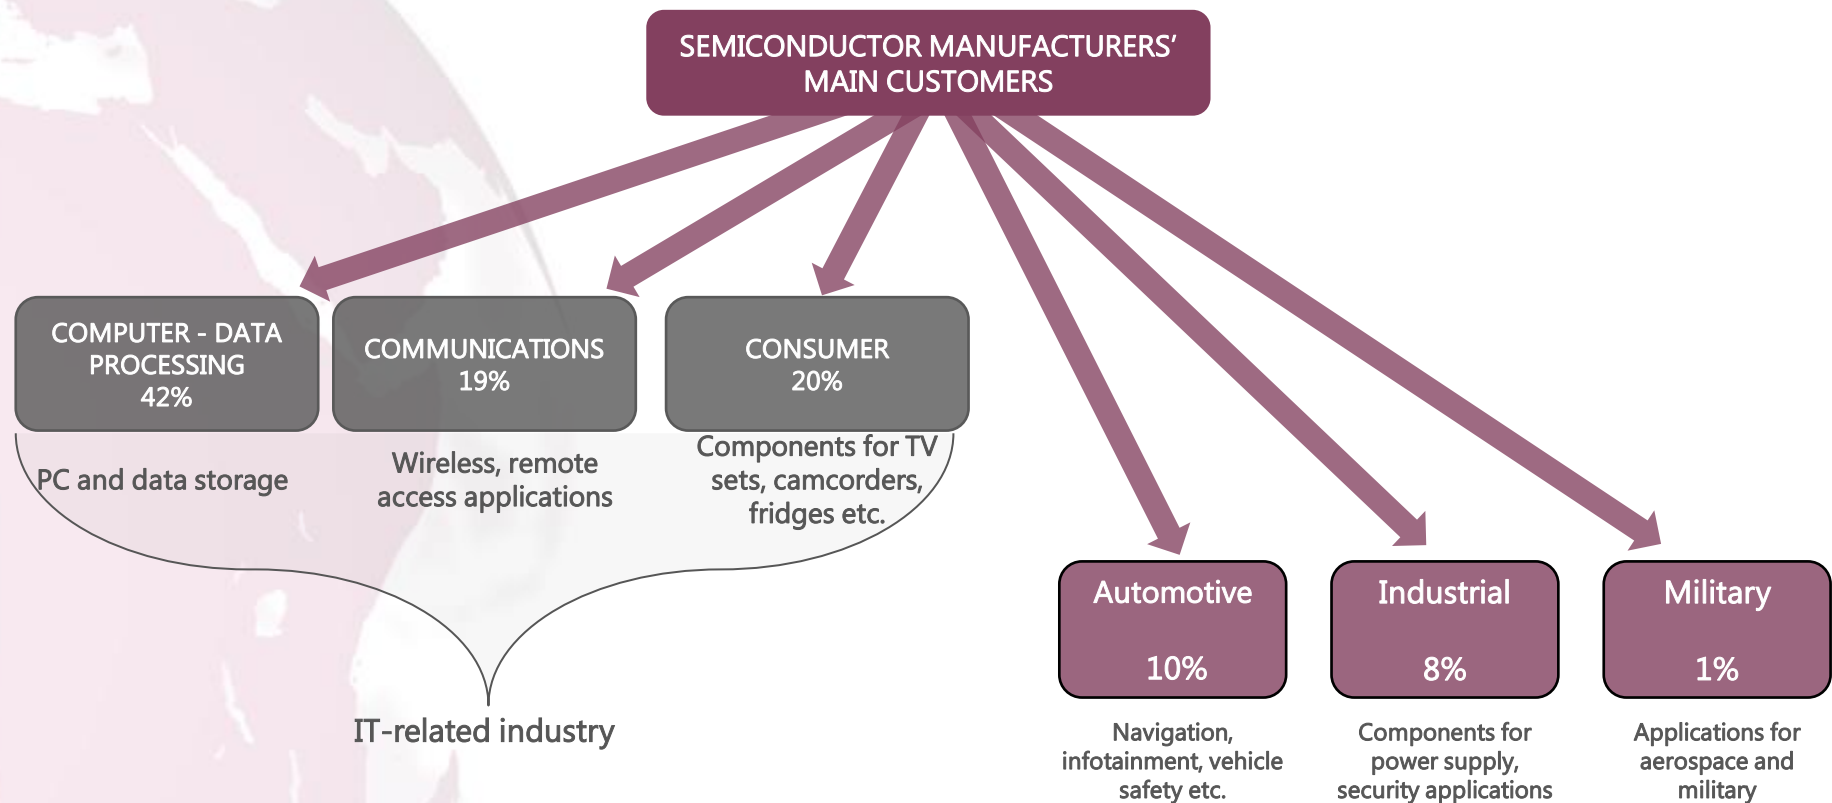 SEMICONDUCTOR MANUFACTURERS’
MAIN CUSTOMERS
COMPUTER - DATA
PROCESSING
42%
COMMUNICATIONS
19%
CONSUMER
20%
PC and data storage
Wireless, remote
access applications
Components for TV
sets, camcorders,
fridges etc.
IT-related industry
Automotive
10%
Industrial
8%
Military
1%
Navigation,
infotainment, vehicle
safety etc.
Components for
power supply,
security applications
Applications for
aerospace and
military